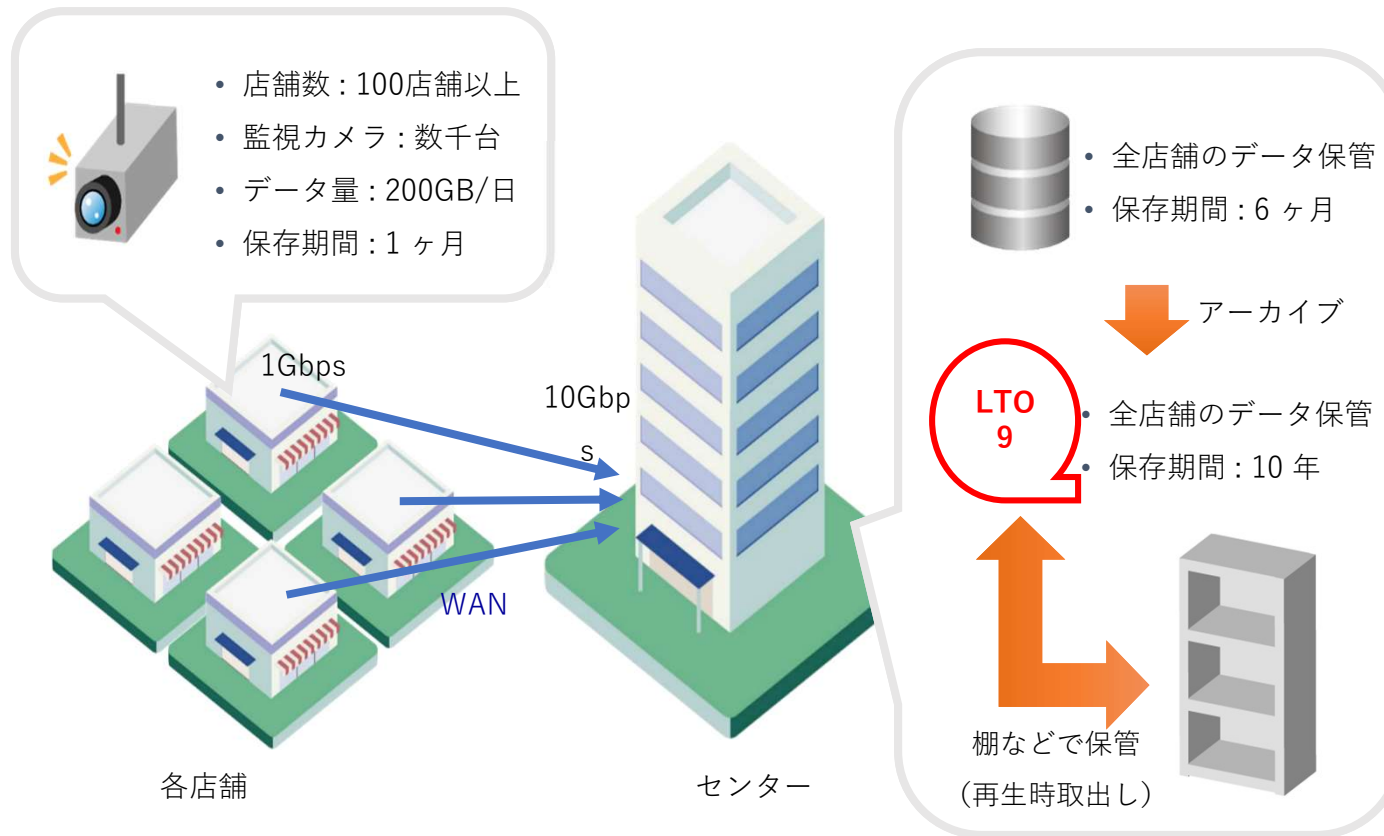 • 店舗数 : 100店舗以上
• 監視カメラ : 数千台
• データ量 : 200GB/日
• 保存期間 : 1 ヶ月
1Gbps
10Gbp
s
WAN
各店舗
センター
• 全店舗のデータ保管
• 保存期間 : 6 ヶ月
アーカイブ
LTO
9
• 全店舗のデータ保管
• 保存期間 : 10 年
棚などで保管
（再生時取出し）